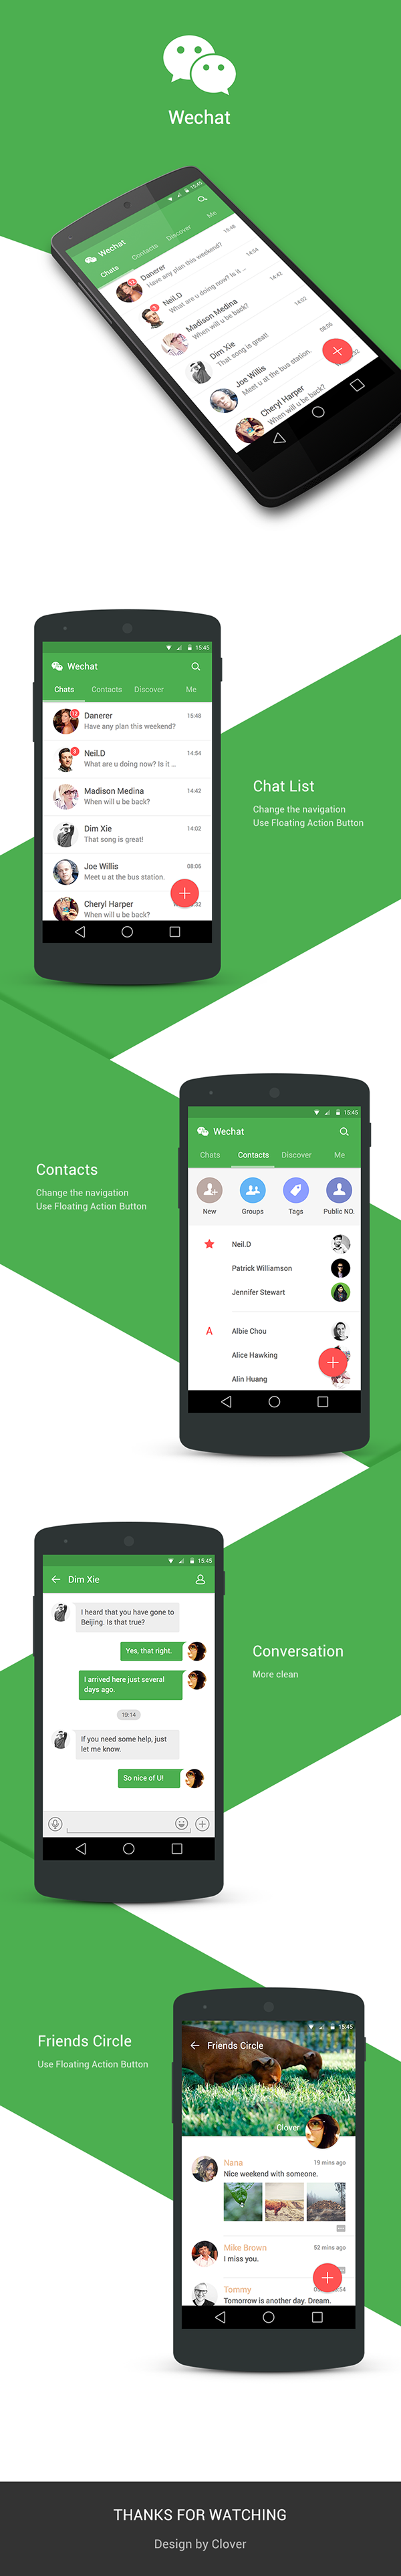 Wechat
15:45
Wechat
Chats Contacts Discover Me
12
Danerer 15:48
Have any plan this weekend?
Neil.D 14:54
What are u doing now? Is it ...
Madison Medina 14:42
When will u be back?
Dim Xie 14:03
That song is great!
Joe Willis 08:06
Meet u at the bus station.
Cheryl Harper :32
When will u be back?
15:45
Wechat
Chats Contacts Discover Me
12
Danerer 15:48
Have any plan this weekend?
3
Neil.D 14:54
What are u doing now? Is it ...
Madison Medina 14:42
When will u be back?
Dim Xie 14:02
That song is great!
Joe Willis 08:06
Meet u at the bus station.
Cheryl Harper :32
When will u be back?
Chat List
Change the navigation
Use Floating Action Button
Contacts
Change the navigation
Use Floating Action Button
15:45
Wechat
Chats Contacts Discover Me
New Groups Tags Public NO.
Neil.D
Patrick Williamson
Jennifer Stewart
A Albie Chou
Alice Hawking
Alin Huang
15:45
Dim Xie
I heard that you have gone to
Beijing. Is that true?
Yes, that right.
I arrived here just several
days ago.
19:14
If you need some help, just
let me know.
So nice of U!
Conversation
More clean
Friends Circle
Use Floating Action Button
15:45
Friends Circle
Clover
Nana 19 mins ago
Nice weekend with someone.
Mike Brown 52 mins ago
I miss you.
Tommy :54
Tomorrow is another day. Dream.
THANKS FOR WATCHING
Design by Clover